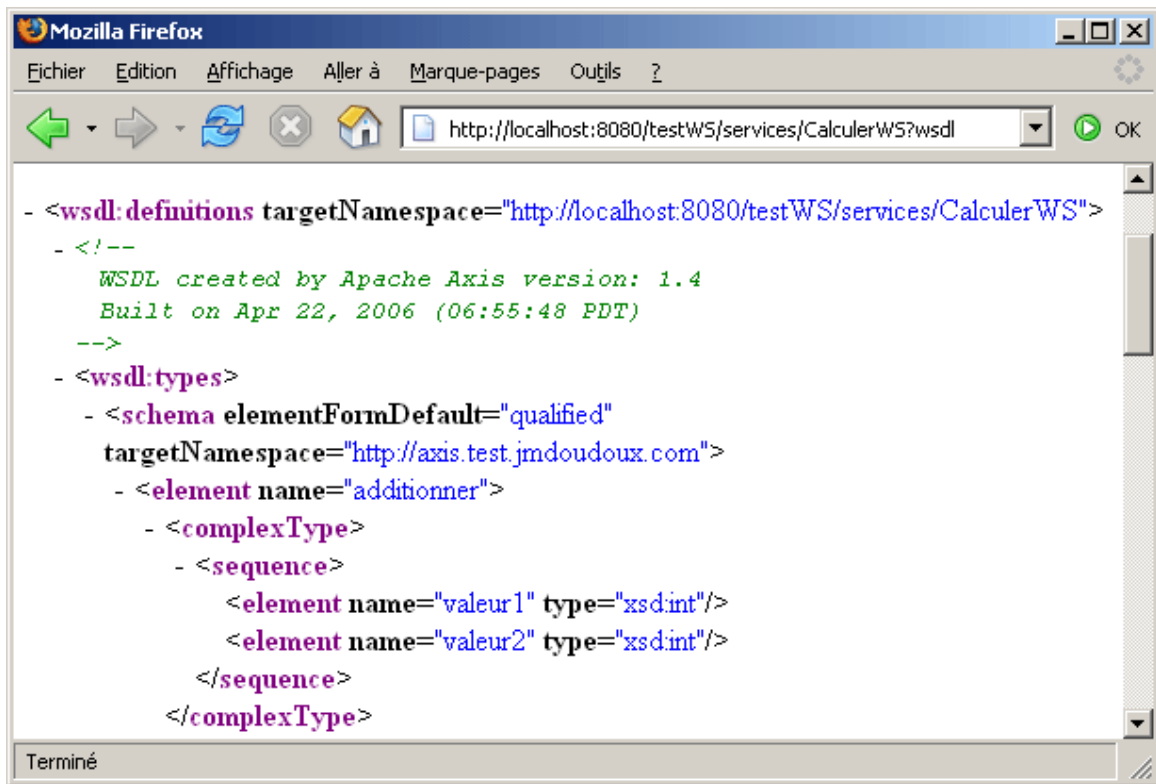 Mozilla Firefox
Fichier Edition Affichage Aller à Marque-pages Outils ?
http://localhost:8080/testWS/services/CalculerWS?wsdl OK
- <wsdl:definitions targetNamespace="http://localhost:8080/testWS/services/CalculerWS">
- <!--
WSDL created by Apache Axis version: 1.4
Built on Apr 22, 2006 (06:55:48 PDT)
-->
- <wsdl:types>
- <schema elementFormDefault="qualified"
targetNamespace="http://axis.test.jmdoudoux.com">
- <element name="additionner">
- <complexType>
- <sequence>
<element name="valeur1" type="xsd:int"/>
<element name="valeur2" type="xsd:int"/>
</sequence>
</complexType>
Terminé